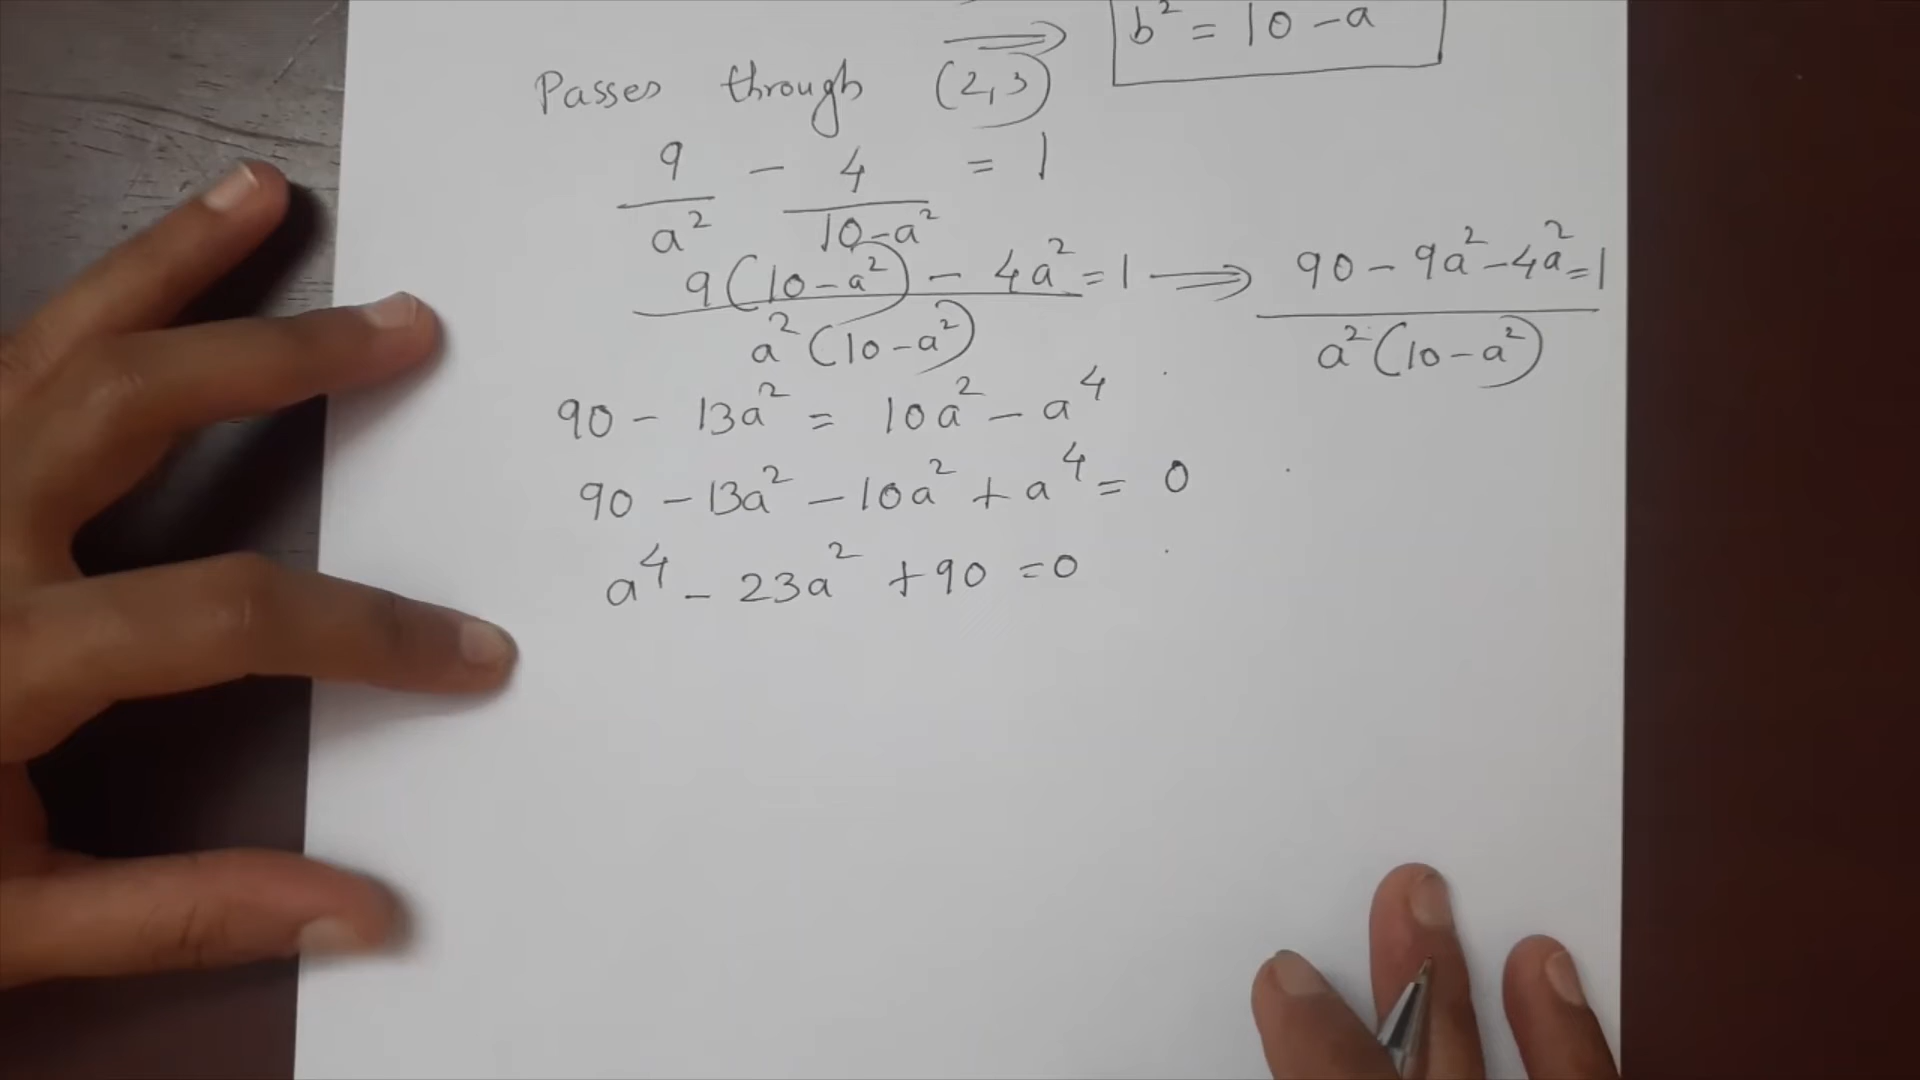 b² = 10 - a
Passes through (2,3)
9/a² - 4/(10-a²) = 1
9(10-a²) - 4a²/a²(10-a²) = 1 ⟹ 90 - 9a² - 4a²/a²(10-a²) = 1
90 - 13a² = 10a² - a⁴
90 - 13a² - 10a² + a⁴ = 0
a⁴ - 23a² + 90 = 0